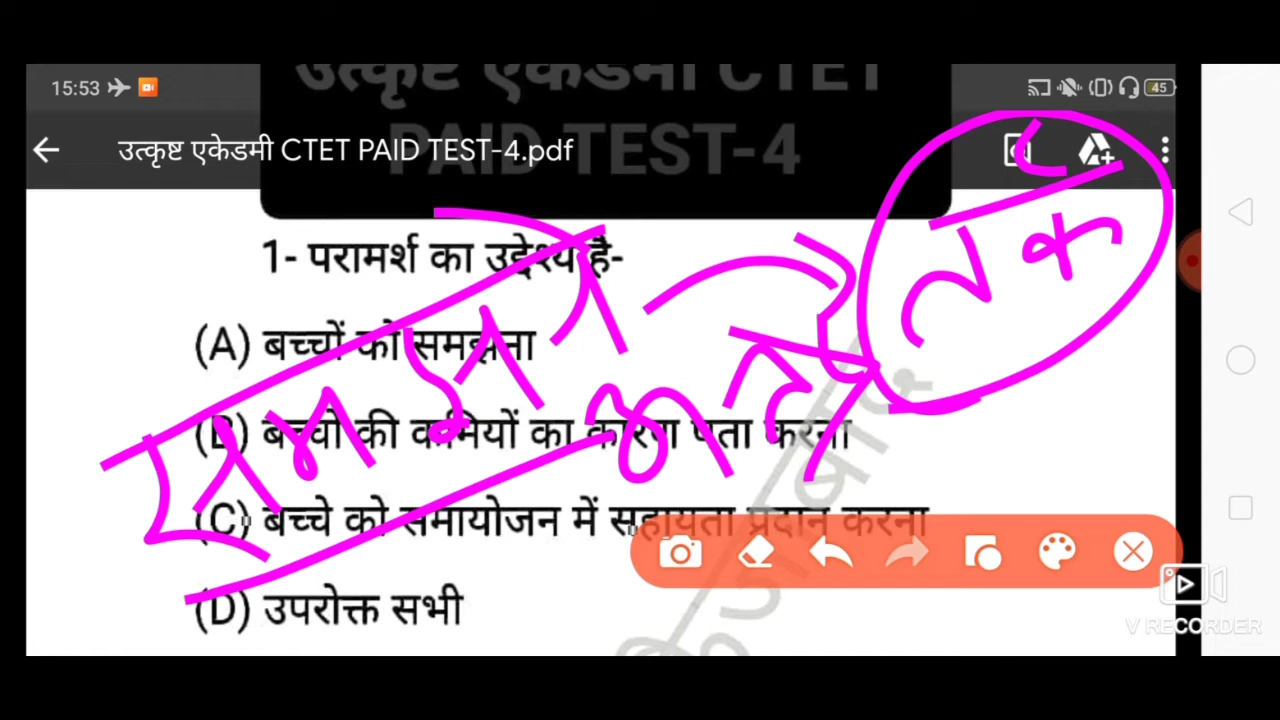 उत्कृष्ट एकेडमी CTET
15:53
45
PAID TEST-4
उत्कृष्ट एकेडमी CTET PAID TEST-4.pdf
तर्क
1- परामर्श का उद्देश्य है-
(A) बच्चों को समझना
(B) बच्चों की कमियों का कारण पता करना
(C) बच्चे को समायोजन में सहायता प्रदान करना
(D) उपरोक्त सभी
V RECORDER